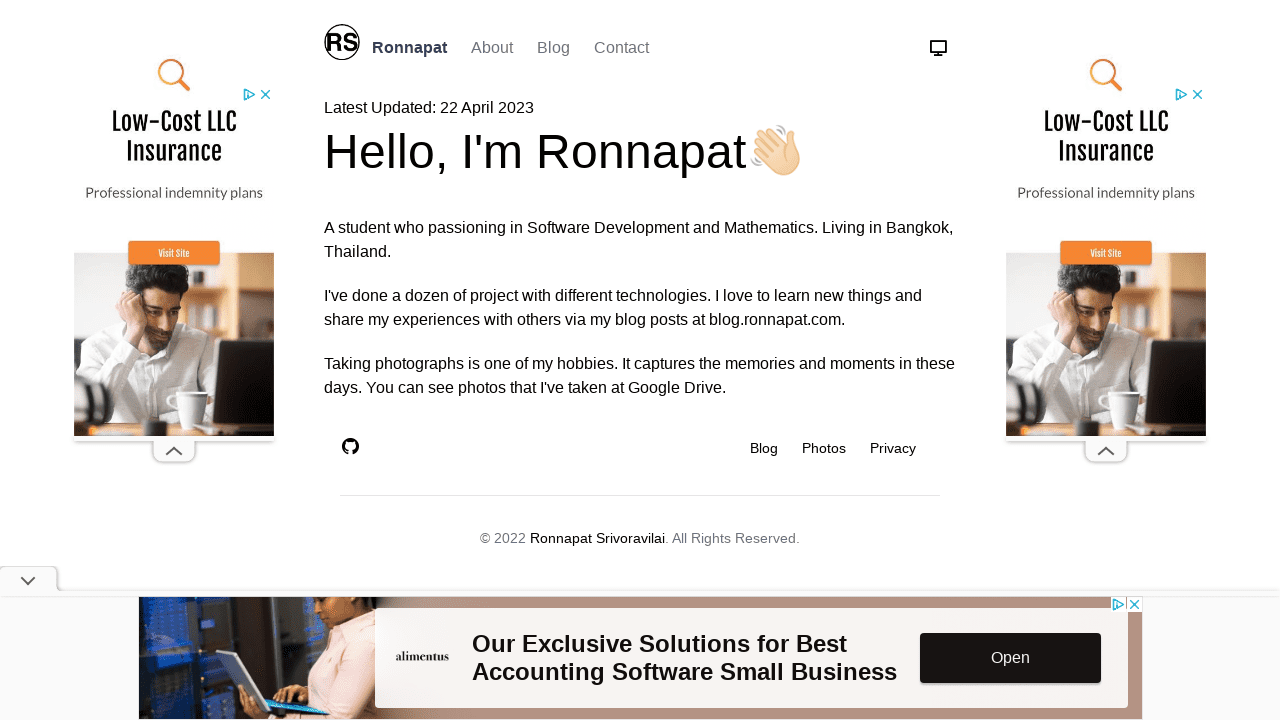 RS
Ronnapat
About
Blog
Contact
Latest Updated: 22 April 2023
Hello, I'm Ronnapat
A student who passioning in Software Development and Mathematics. Living in Bangkok,
Thailand.
I've done a dozen of project with different technologies. I love to learn new things and
share my experiences with others via my blog posts at blog.ronnapat.com.
Taking photographs is one of my hobbies. It captures the memories and moments in these
days. You can see photos that I've taken at Google Drive.
Blog
Photos
Privacy
© 2022 Ronnapat Srivoravilai. All Rights Reserved.
Low-Cost LLC
Insurance
Professional indemnity plans
Visit Site
Low-Cost LLC
Insurance
Professional indemnity plans
Visit Site
alimentus
Our Exclusive Solutions for Best
Accounting Software Small Business
Open